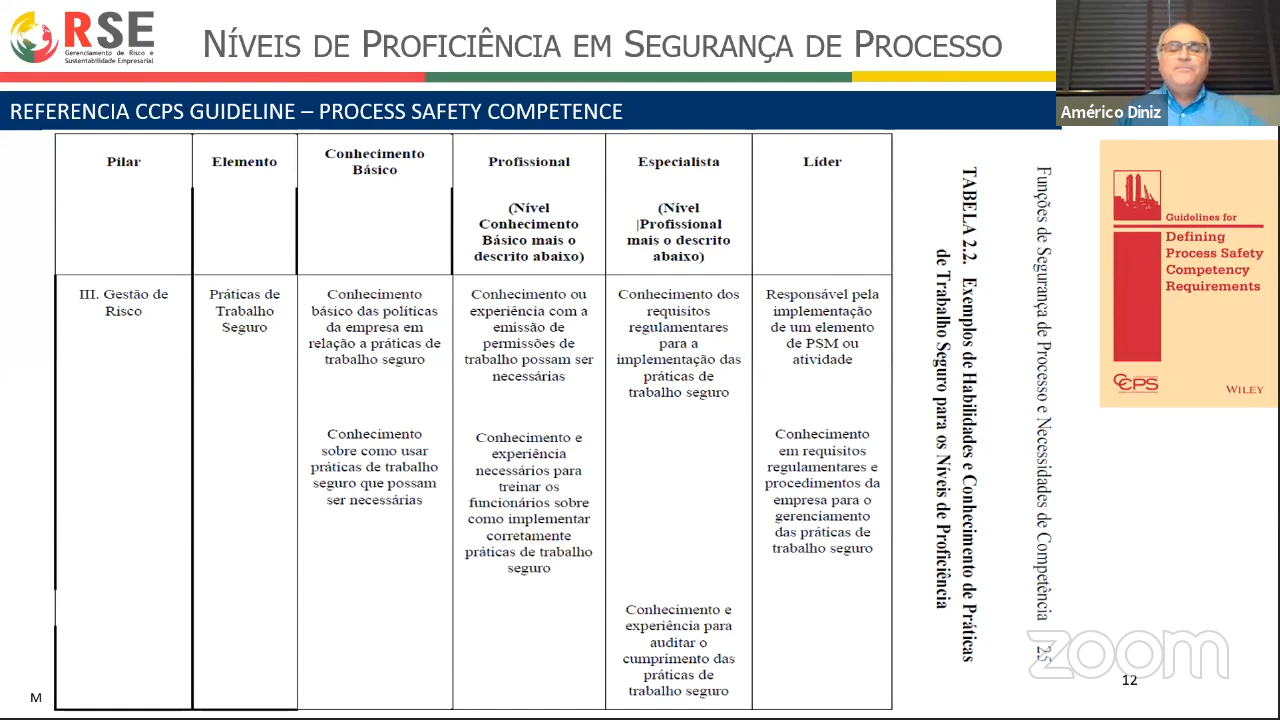 RSE
Gerenciamento de Risco e
Sustentabilidade Empresarial
NÍVEIS DE PROFICIÊNCIA EM SEGURANÇA DE PROCESSO
Américo Diniz
REFERENCIA CCPS GUIDELINE – PROCESS SAFETY COMPETENCE
Pilar
Elemento
Conhecimento
Básico
Profissional
(Nível
Conhecimento
Básico mais o
descrito abaixo)
Especialista
(Nível
|Profissional
mais o descrito
abaixo)
Líder
III. Gestão de
Risco
Práticas de
Trabalho
Seguro
Conhecimento
básico das políticas
da empresa em
relação a práticas de
trabalho seguro
Conhecimento ou
experiência com a
emissão de
permissões de
trabalho possam ser
necessárias
Conhecimento dos
requisitos
regulamentares
para a
implementação das
práticas de
trabalho seguro
Responsável pela
implementação
de um elemento
de PSM ou
atividade
Conhecimento
sobre como usar
práticas de trabalho
seguro que possam
ser necessárias
Conhecimento e
experiência
necessários para
treinar os
funcionários sobre
como implementar
corretamente
práticas de trabalho
seguro
Conhecimento
em requisitos
regulamentares e
procedimentos da
empresa para o
gerenciamento
das práticas de
trabalho seguro
Conhecimento e
experiência para
auditar o
cumprimento das
práticas de
trabalho seguro
Funções de Segurança de Processo e Necessidades de Competência 25
TABELA 2.2. Exemplos de Habilidades e Conhecimento de Práticas
de Trabalho Seguro para os Níveis de Proficiência
Guidelines for
Defining
Process Safety
Competency
Requirements
CCPS
WILEY
zoom
12
M